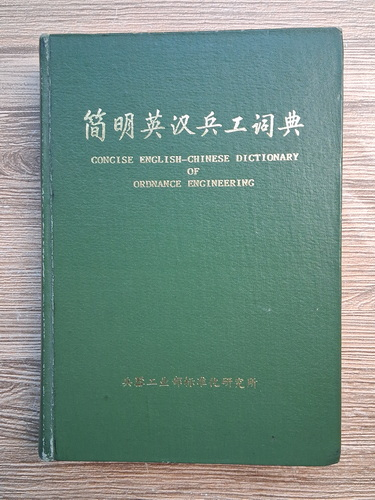 简明英汉兵工词典
CONCISE ENGLISH-CHINESE DICTIONARY
OF
ORDNANCE ENGINEERING
兵器工业部标准化研究所